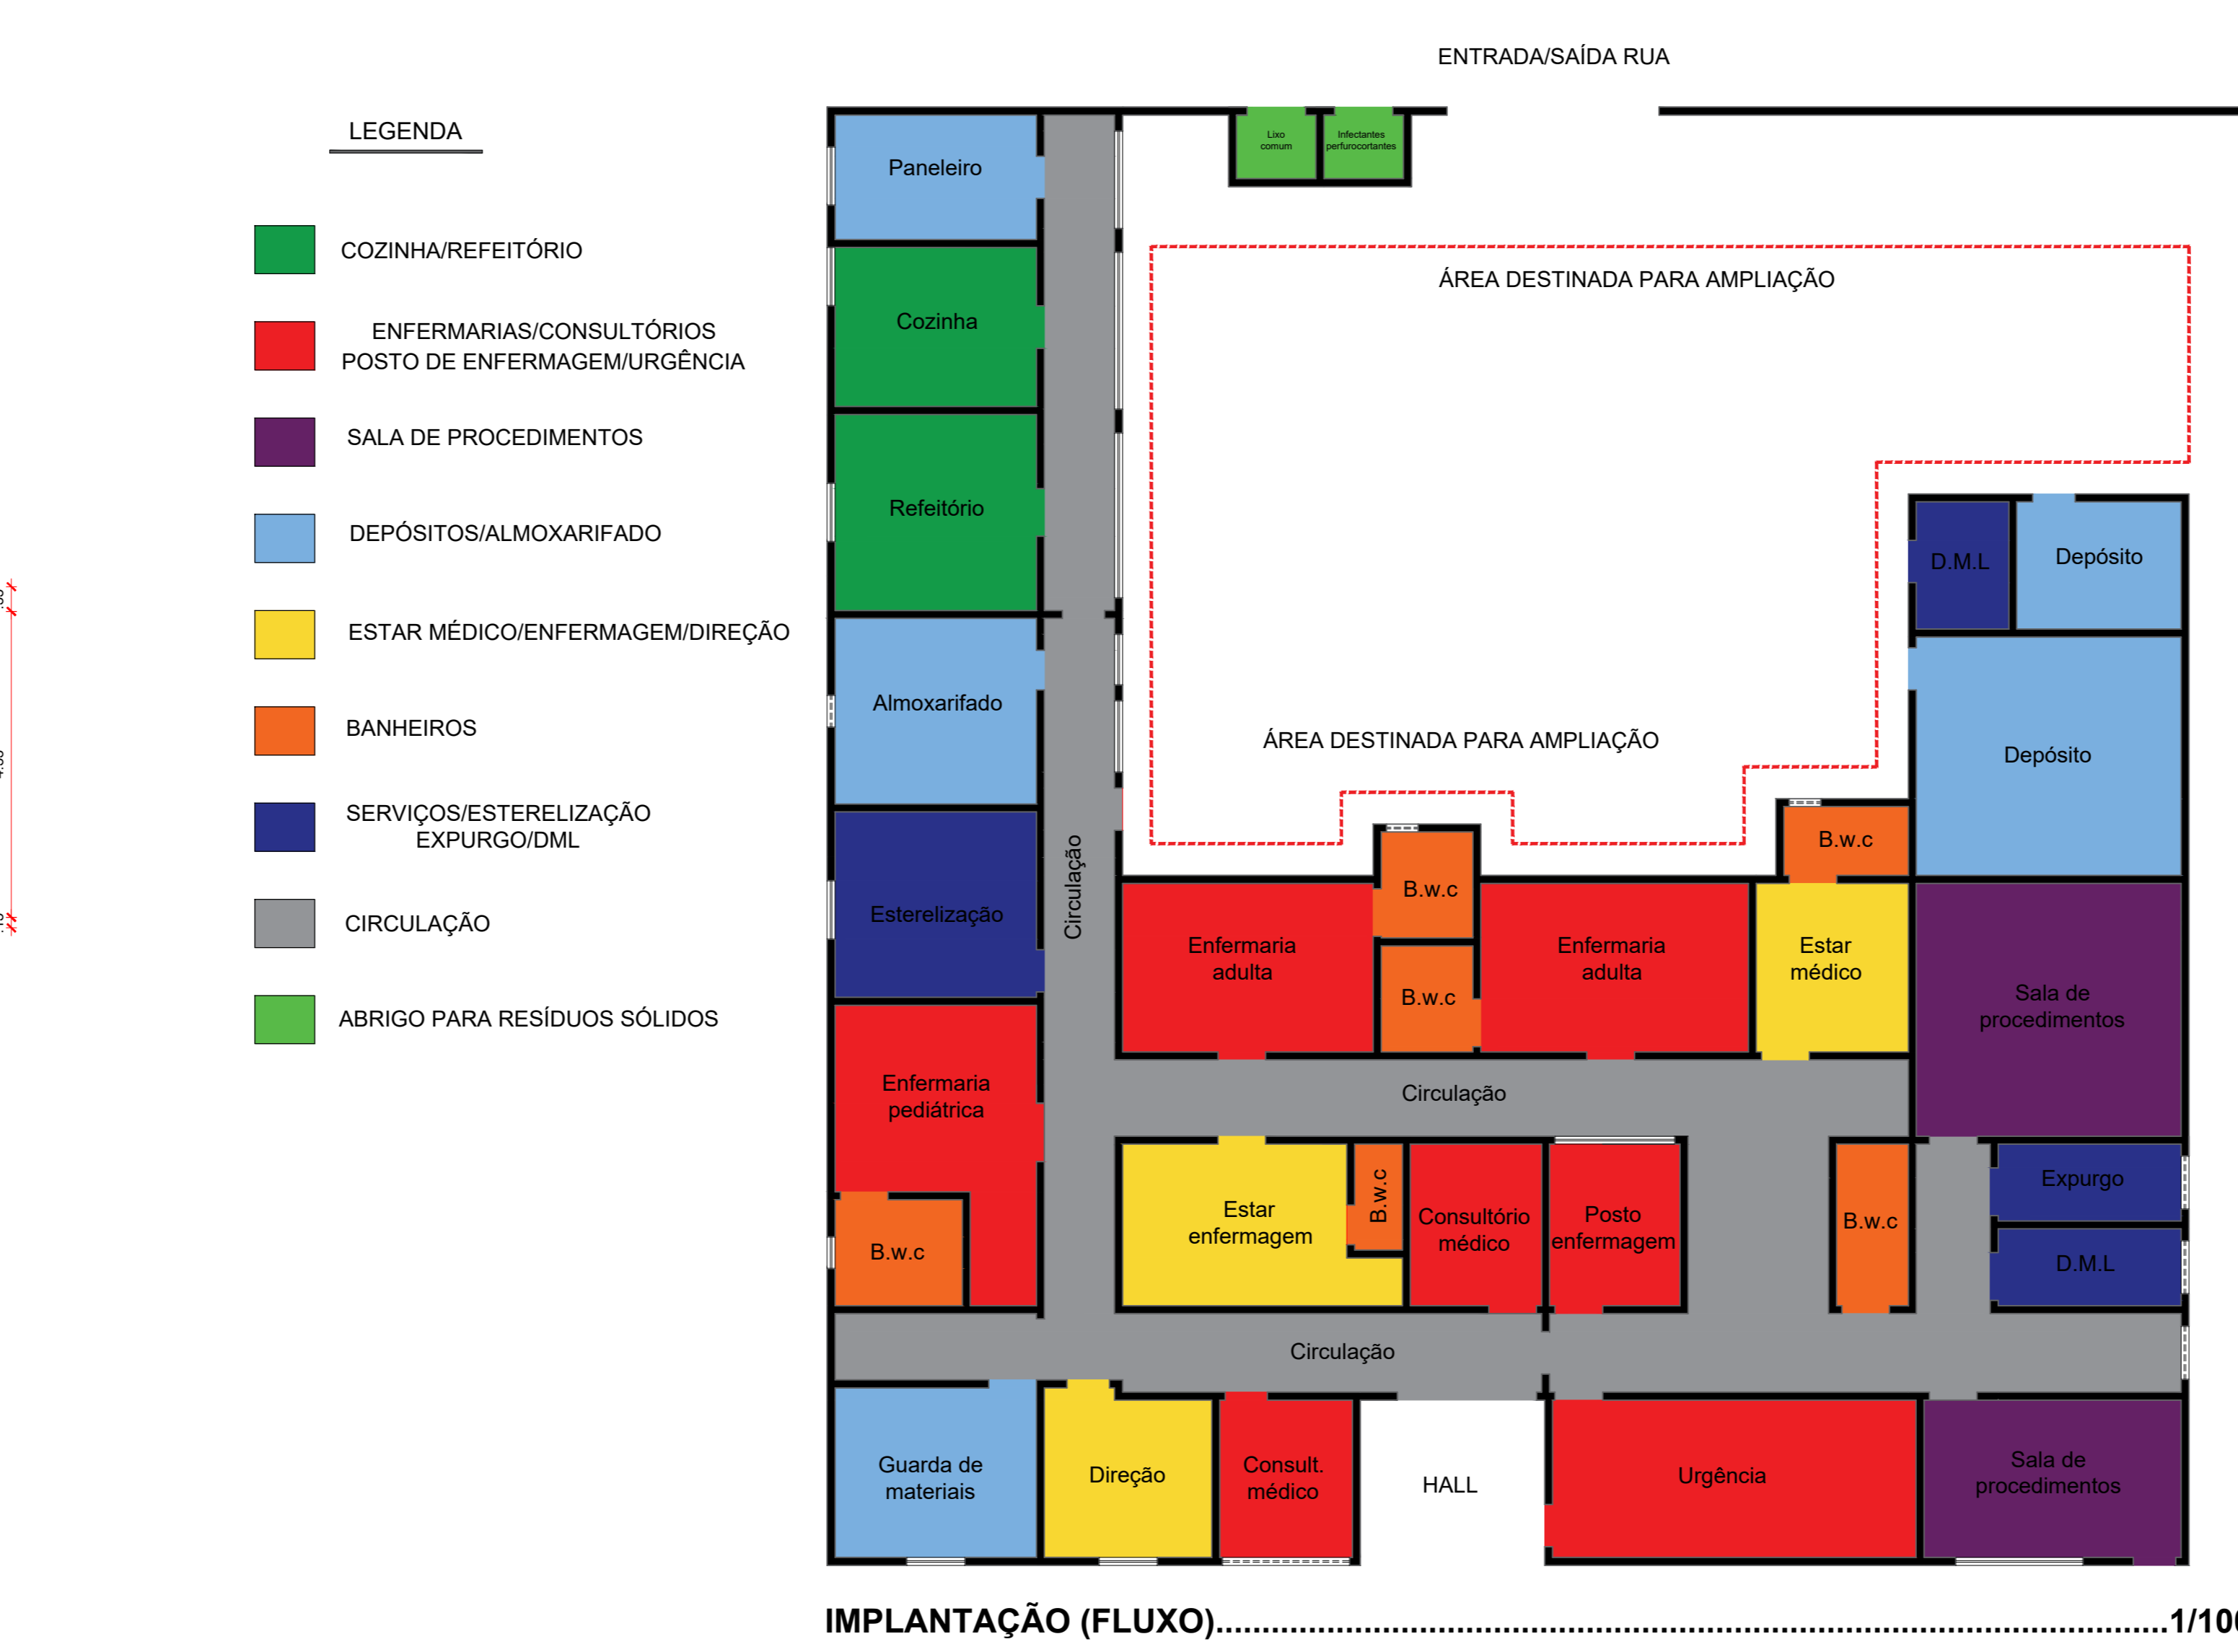 ENTRADA/SAÍDA RUA
LEGENDA
COZINHA/REFEITÓRIO
ENFERMARIAS/CONSULTÓRIOS
POSTO DE ENFERMAGEM/URGÊNCIA
SALA DE PROCEDIMENTOS
DEPÓSITOS/ALMOXARIFADO
ESTAR MÉDICO/ENFERMAGEM/DIREÇÃO
BANHEIROS
SERVIÇOS/ESTERELIZAÇÃO
EXPURGO/DML
CIRCULAÇÃO
ABRIGO PARA RESÍDUOS SÓLIDOS
Lixo
comum
Infectantes
perfurocortantes
Paneleiro
ÁREA DESTINADA PARA AMPLIAÇÃO
Cozinha
Refeitório
D.M.L
Depósito
Almoxarifado
ÁREA DESTINADA PARA AMPLIAÇÃO
Depósito
B.w.c
Circulação
B.w.c
Esterelização
Enfermaria
adulta
Enfermaria
adulta
Estar
médico
B.w.c
Sala de
procedimentos
Enfermaria
pediátrica
Circulação
Expurgo
B.w.c
Estar
enfermagem
Consultório
médico
Posto
enfermagem
B.w.c
B.w.c
D.M.L
Circulação
Guarda de
materiais
Direção
Consult.
médico
HALL
Urgência
Sala de
procedimentos
IMPLANTAÇÃO (FLUXO)..........................................................................................................1/100